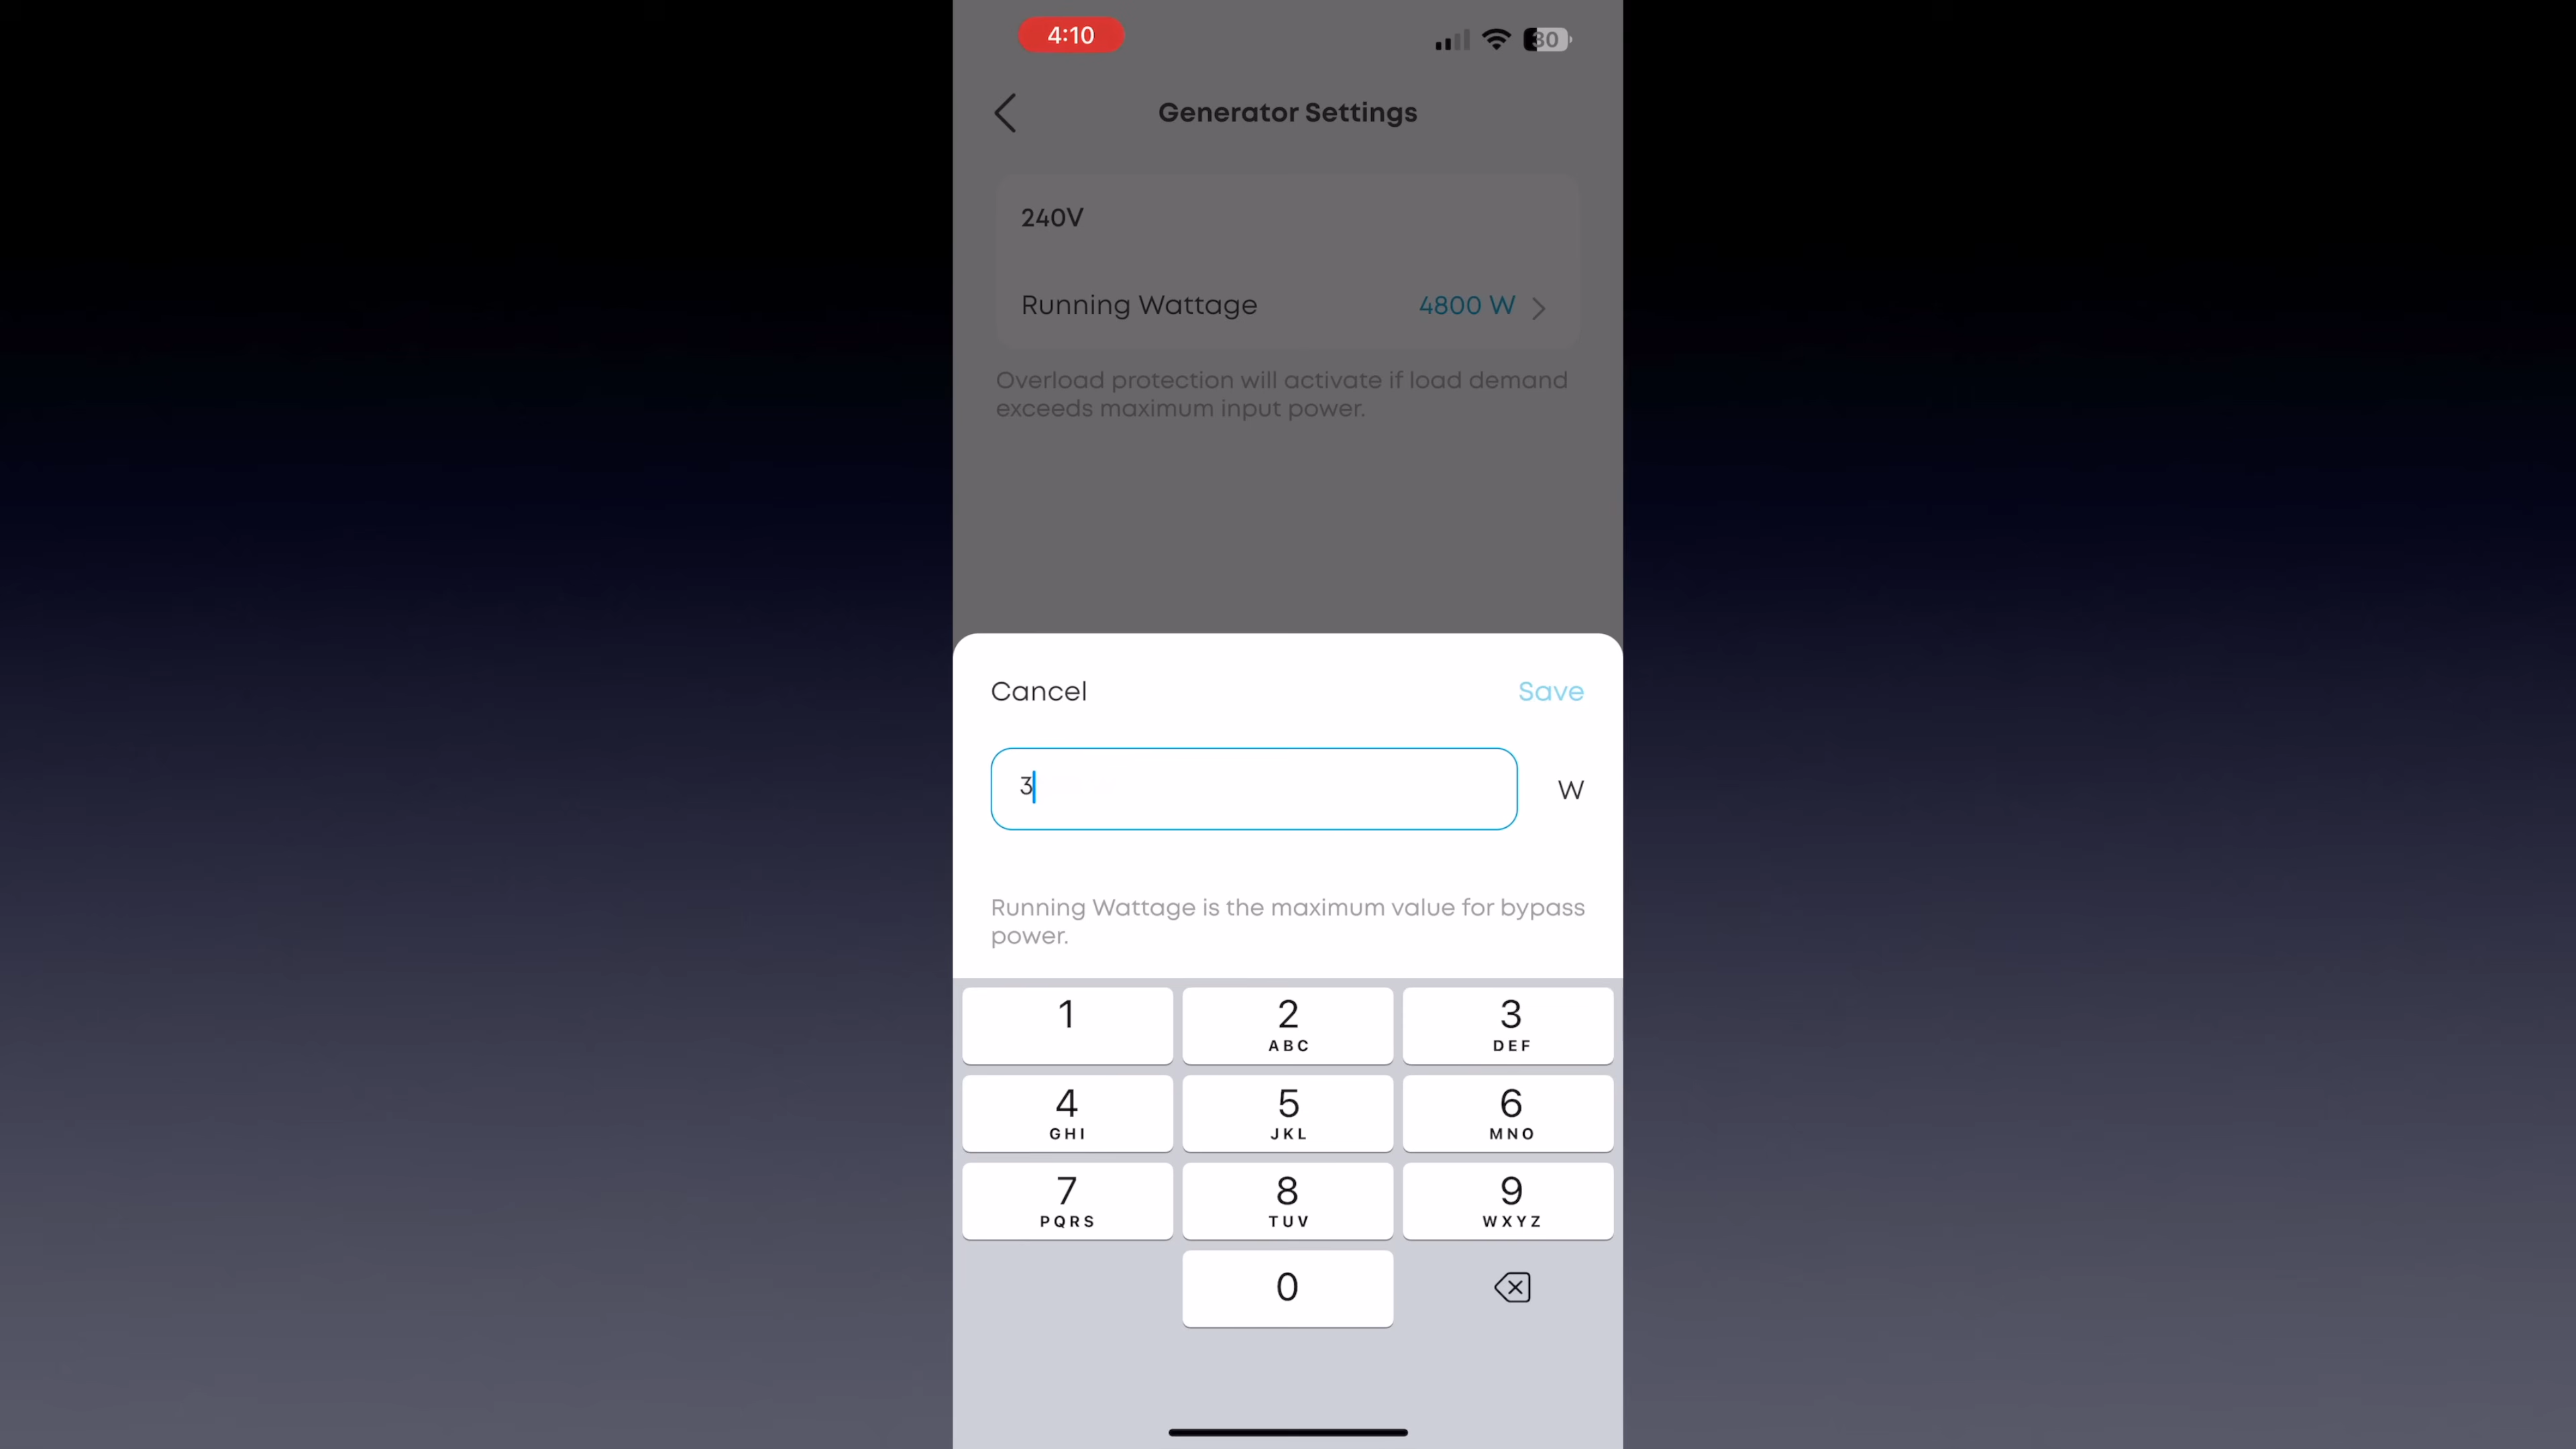 4:10
30
Generator Settings
240V
Running Wattage 4800 W
Overload protection will activate if load demand
exceeds maximum input power.
Cancel Save
3 W
Running Wattage is the maximum value for bypass
power.
1 2 3
ABC DEF
4 5 6
GHI JKL MNO
7 8 9
PQRS TUV WXYZ
0